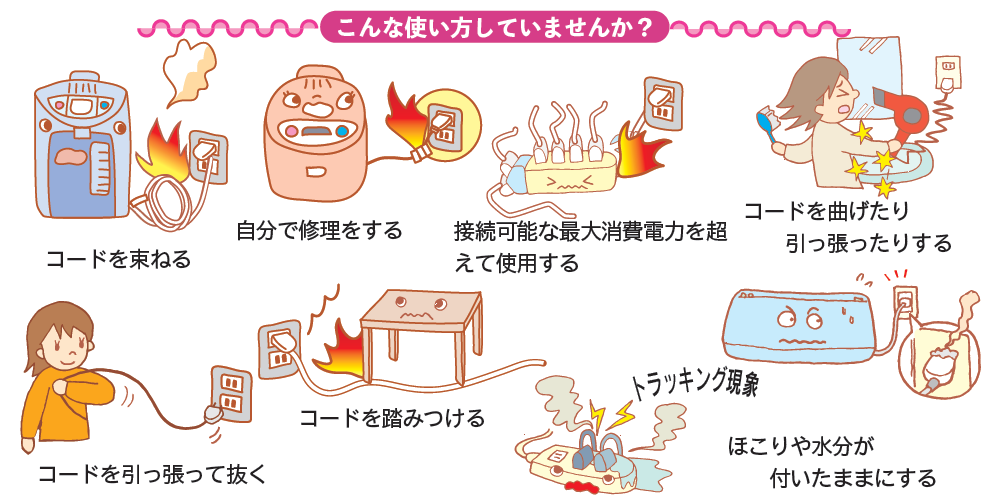 こんな使い方していませんか？
コードを束ねる
自分で修理をする
接続可能な最大消費電力を超
えて使用する
コードを曲げたり
引っ張ったりする
コードを引っ張って抜く
コードを踏みつける
トラッキング現象
ほこりや水分が
付いたままにする